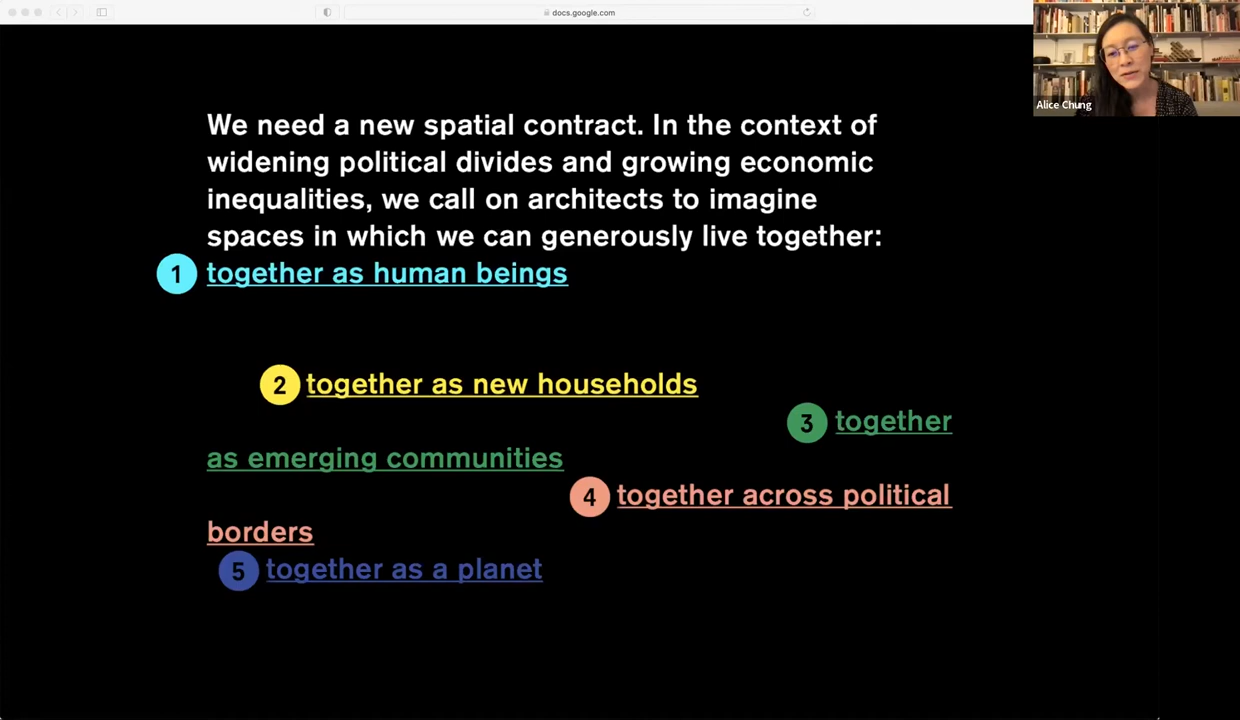 docs.google.com
Alice Chung
We need a new spatial contract. In the context of
widening political divides and growing economic
inequalities, we call on architects to imagine
spaces in which we can generously live together:
1 together as human beings
2 together as new households
3 together
as emerging communities
4 together across political
borders
5 together as a planet